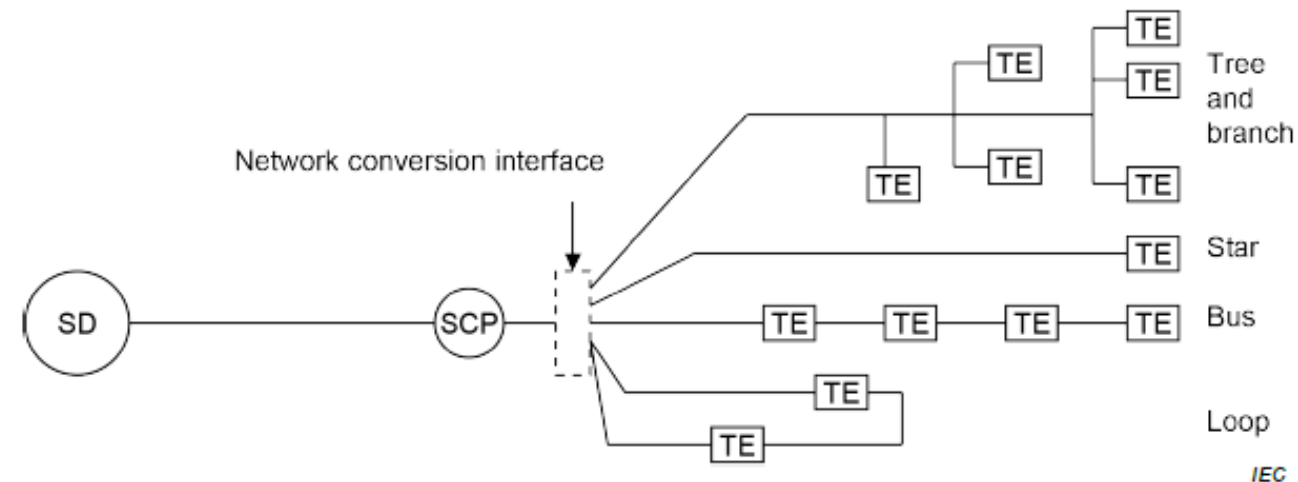 TE
TE
TE
Tree
and
branch
TE
TE
TE
Network conversion interface
TE
Star
SD
SCP
TE
TE
TE
TE
Bus
TE
TE
Loop
IEC